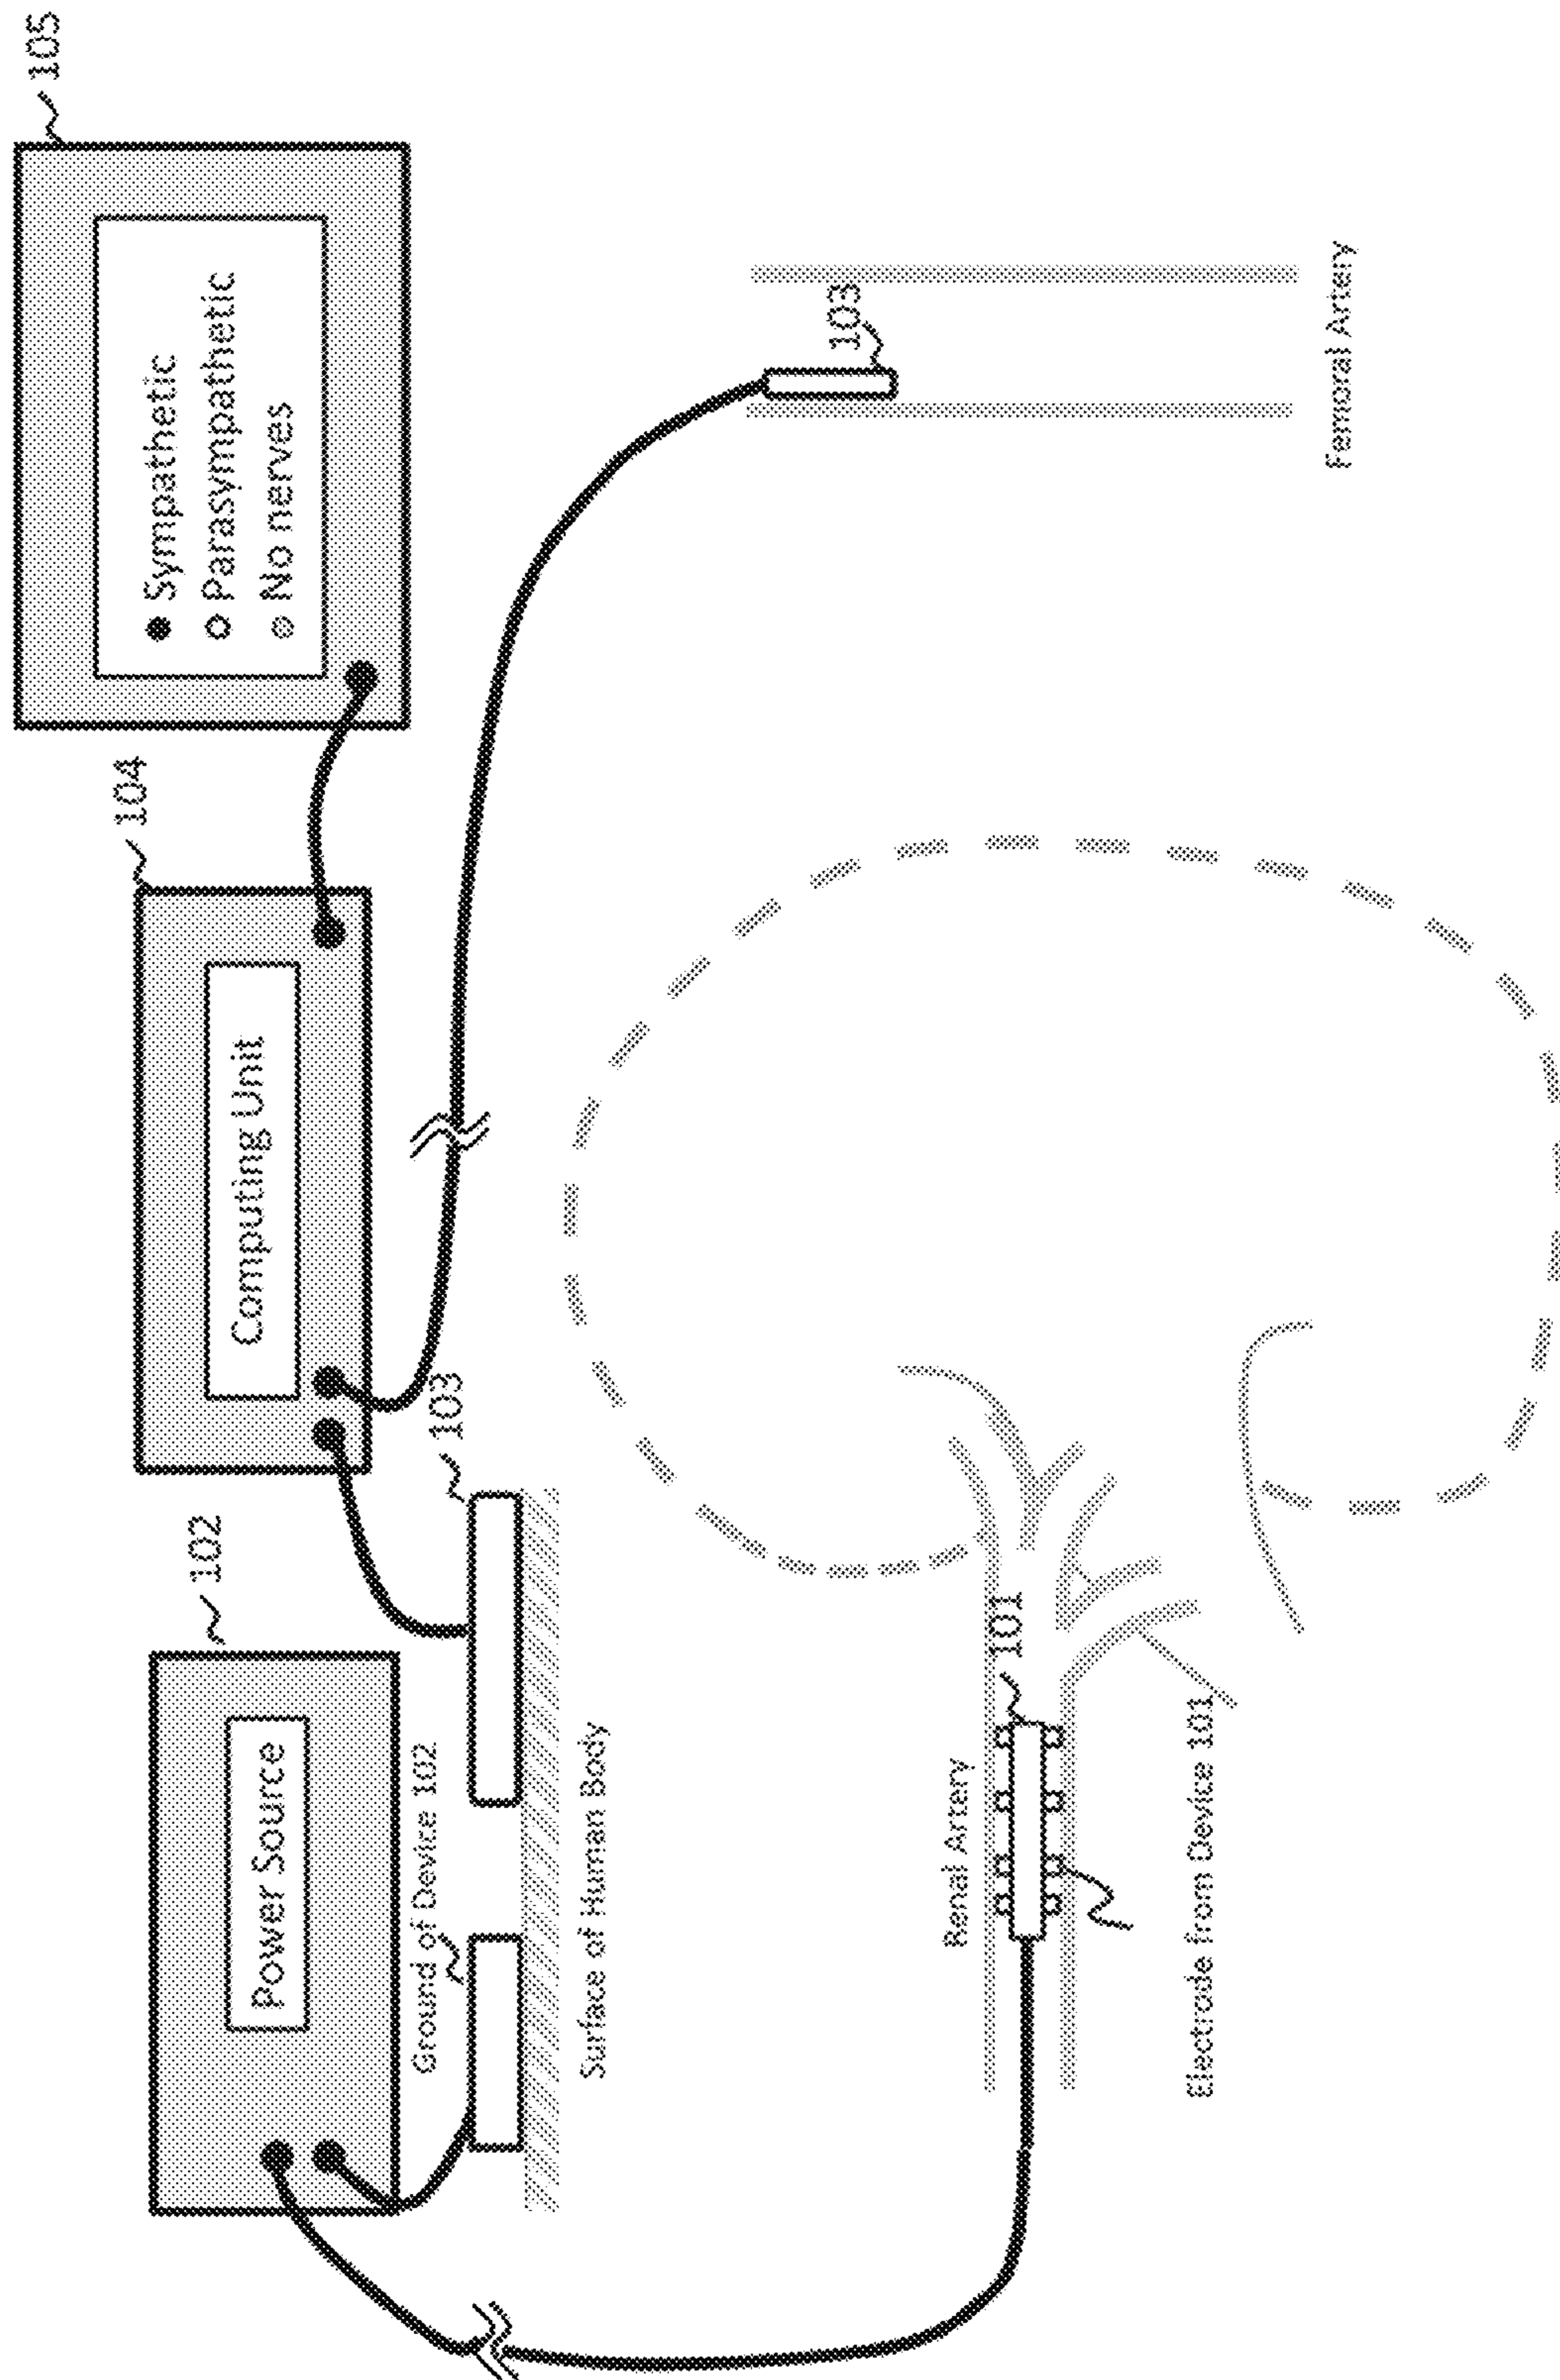 105
104
102
Power Source
Computing Unit
Sympathetic
Parasympathetic
No nerves
Ground of Device 102
103
Surface of Human Body
103
Renal Artery
101
Electrode from Device 101
Femoral Artery